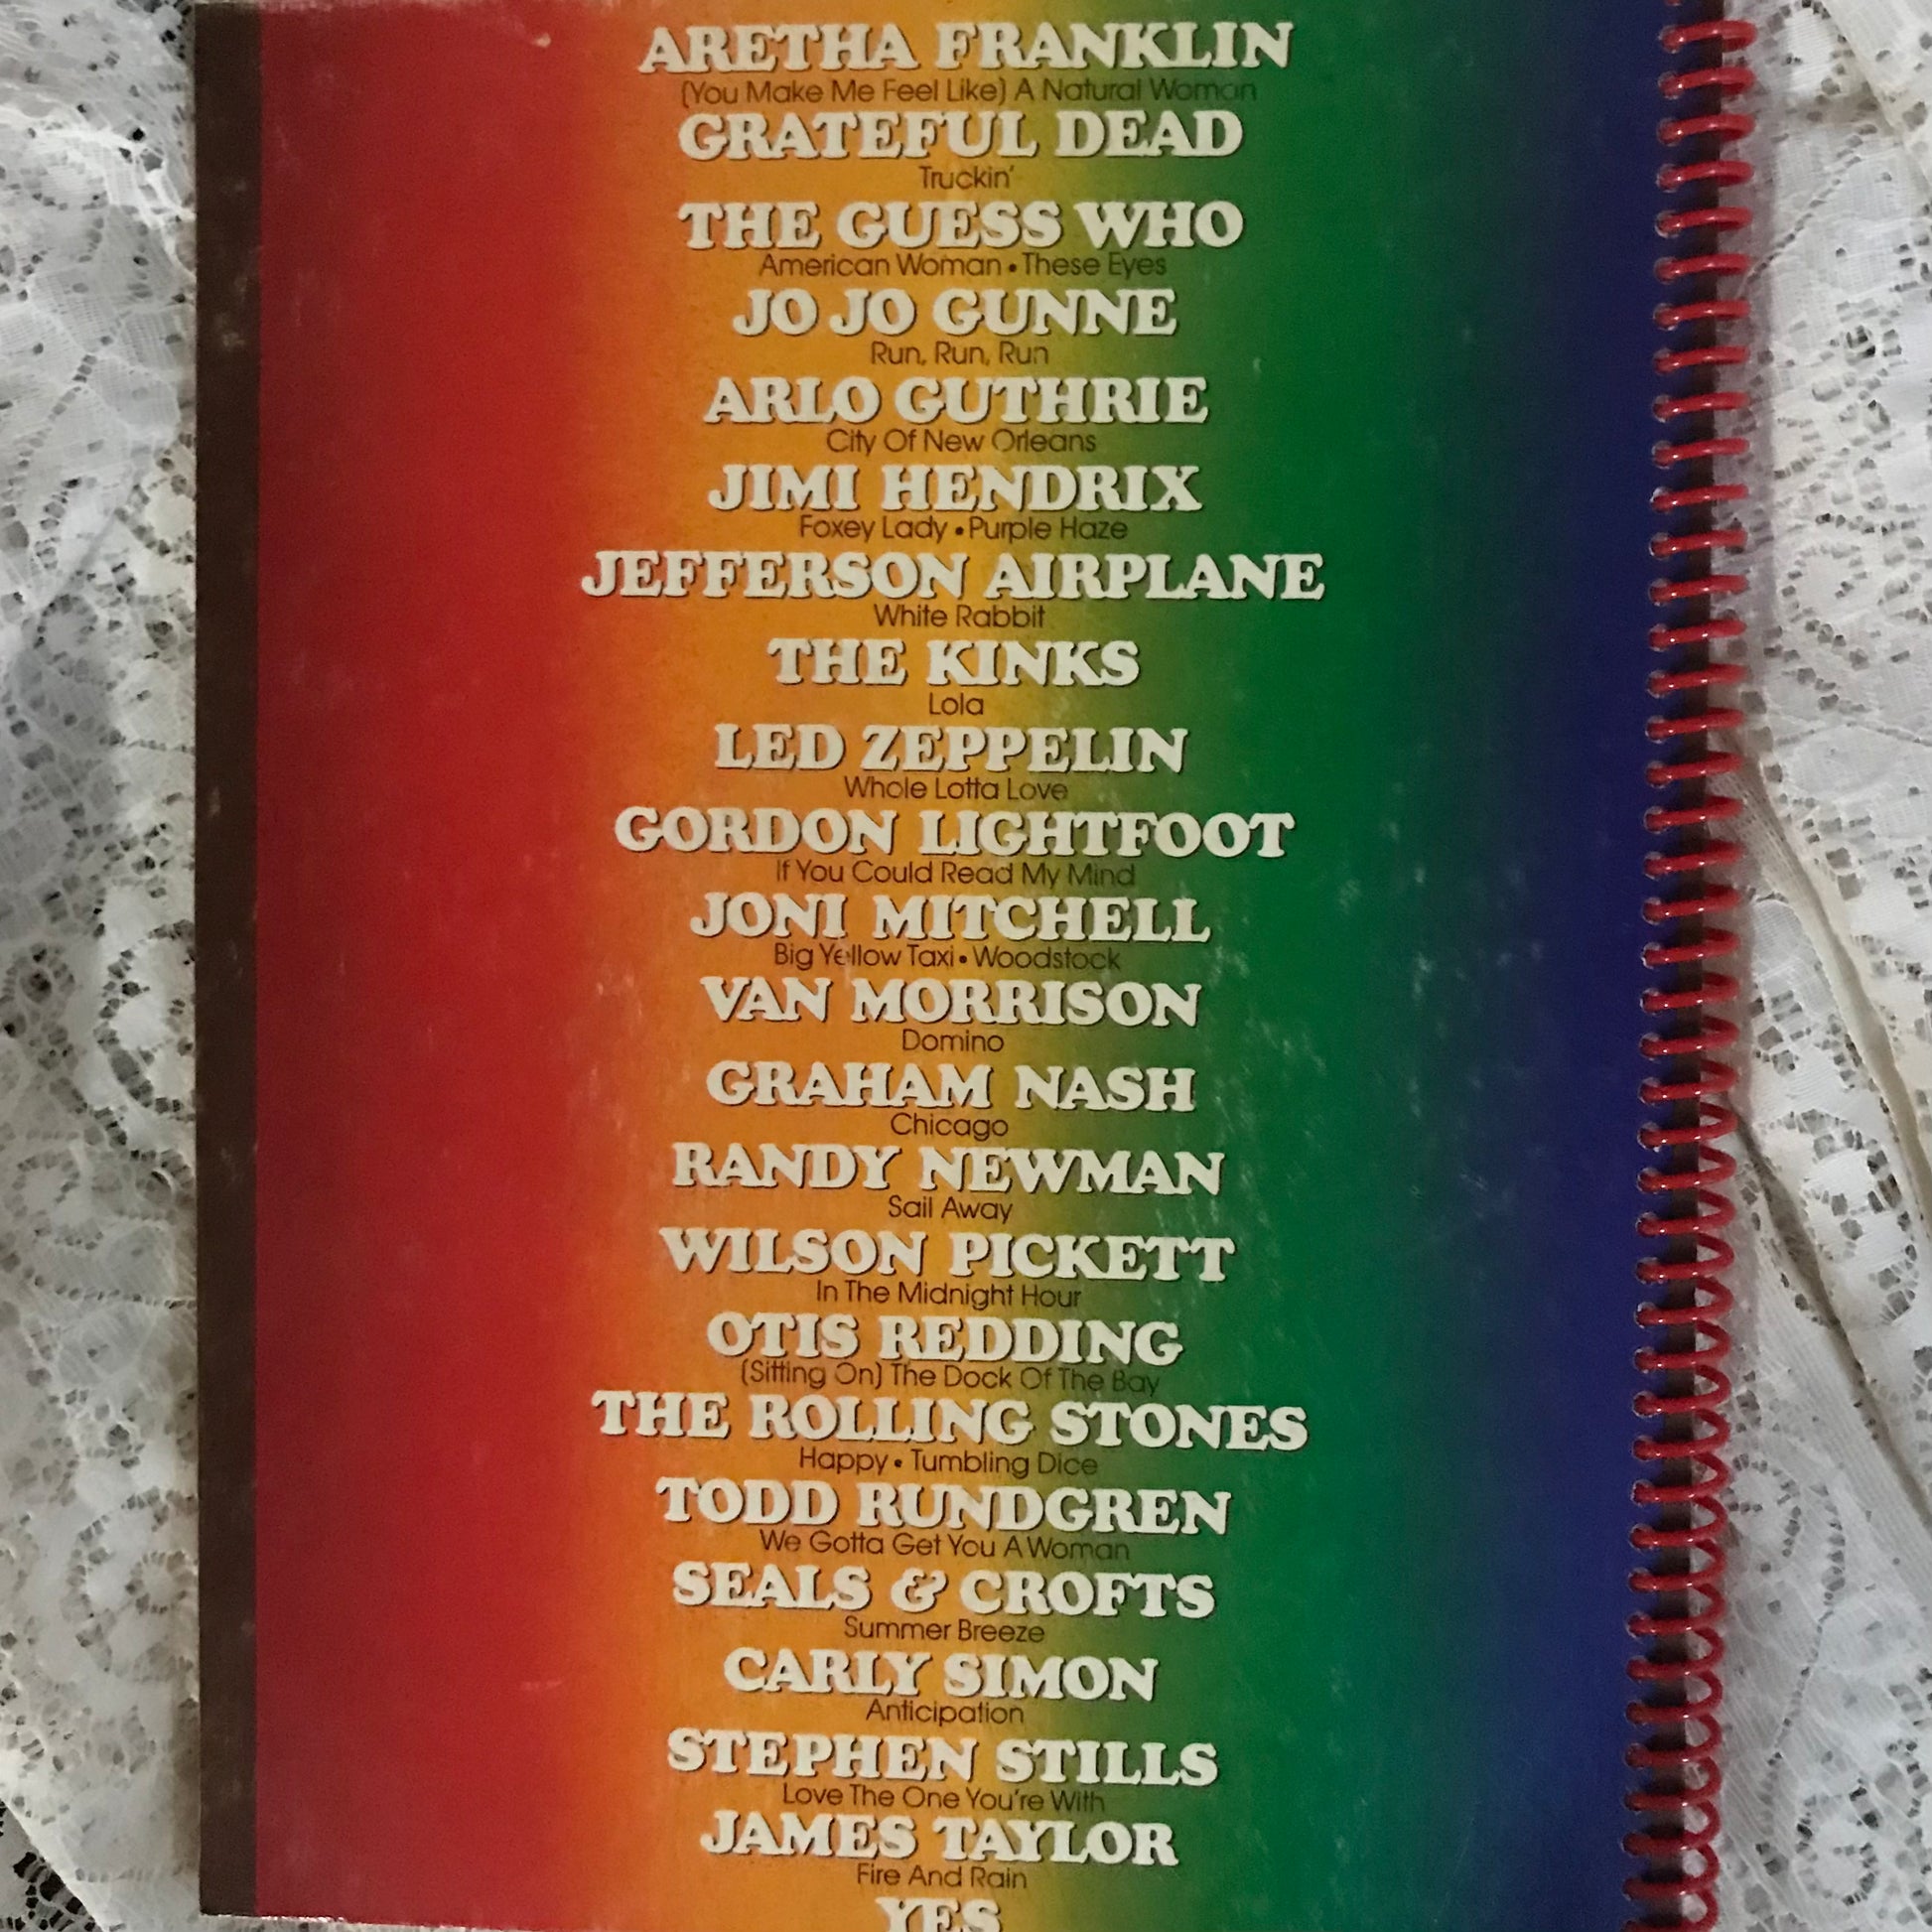 ARETHA FRANKLIN
(You Make Me Feel Like) A Natural Woman
GRATEFUL DEAD
Truckin'
THE GUESS WHO
American Woman • These Eyes
JO JO GUNNE
Run, Run, Run
ARLO GUTHRIE
City Of New Orleans
JIMI HENDRIX
Foxey Lady • Purple Haze
JEFFERSON AIRPLANE
White Rabbit
THE KINKS
Lola
LED ZEPPELIN
Whole Lotta Love
GORDON LIGHTFOOT
If You Could Read My Mind
JONI MITCHELL
Big Yellow Taxi • Woodstock
VAN MORRISON
Domino
GRAHAM NASH
Chicago
RANDY NEWMAN
Sail Away
WILSON PICKETT
In The Midnight Hour
OTIS REDDING
(Sitting On) The Dock Of The Bay
THE ROLLING STONES
Happy • Tumbling Dice
TODD RUNDGREN
We Gotta Get You A Woman
SEALS & CROFTS
Summer Breeze
CARLY SIMON
Anticipation
STEPHEN STILLS
Love The One You're With
JAMES TAYLOR
Fire And Rain
YES